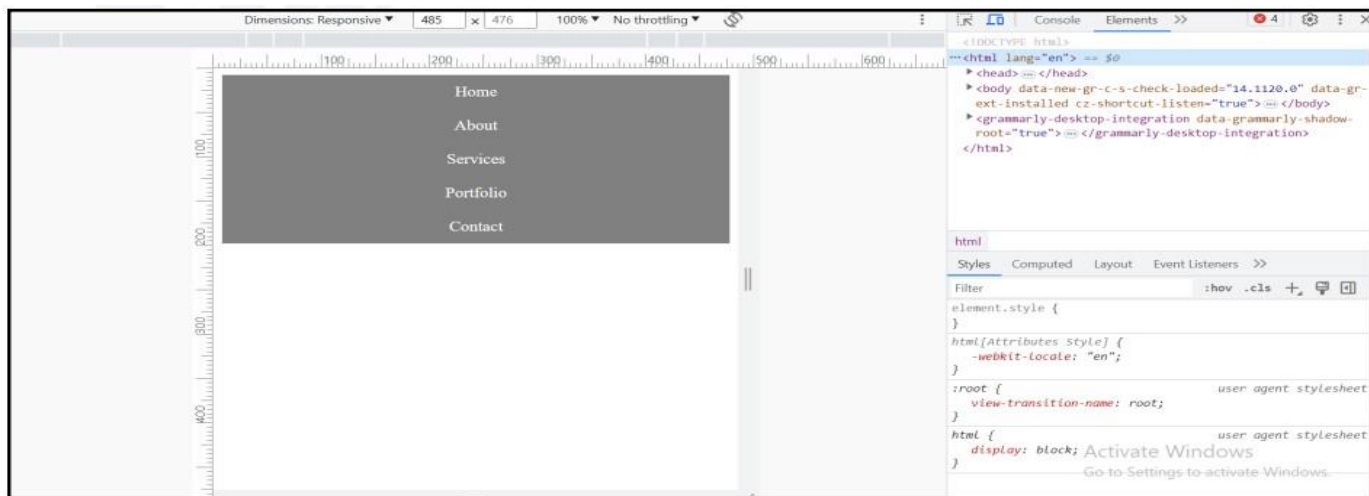 Dimensions: Responsive ▼ 485 x 476 100% ▼ No throttling ▼
Console Elements >> 4
100 200 300 400 500 600
100
200
300
400
Home
About
Services
Portfolio
Contact
<!DOCTYPE html>
⋯<html lang="en"> == $0
▶<head>⋯</head>
▶<body data-new-gr-c-s-check-loaded="14.1120.0" data-gr-
ext-installed cz-shortcut-listen="true">⋯</body>
▶<grammarly-desktop-integration data-grammarly-shadow-
root="true">⋯</grammarly-desktop-integration>
</html>
html
Styles Computed Layout Event Listeners >>
Filter :hov .cls +
element.style {
}
html[Attributes Style] {
-webkit-locale: "en";
}
:root { user agent stylesheet
view-transition-name: root;
}
html { user agent stylesheet
display: block;
}
Activate Windows
Go to Settings to activate Windows.